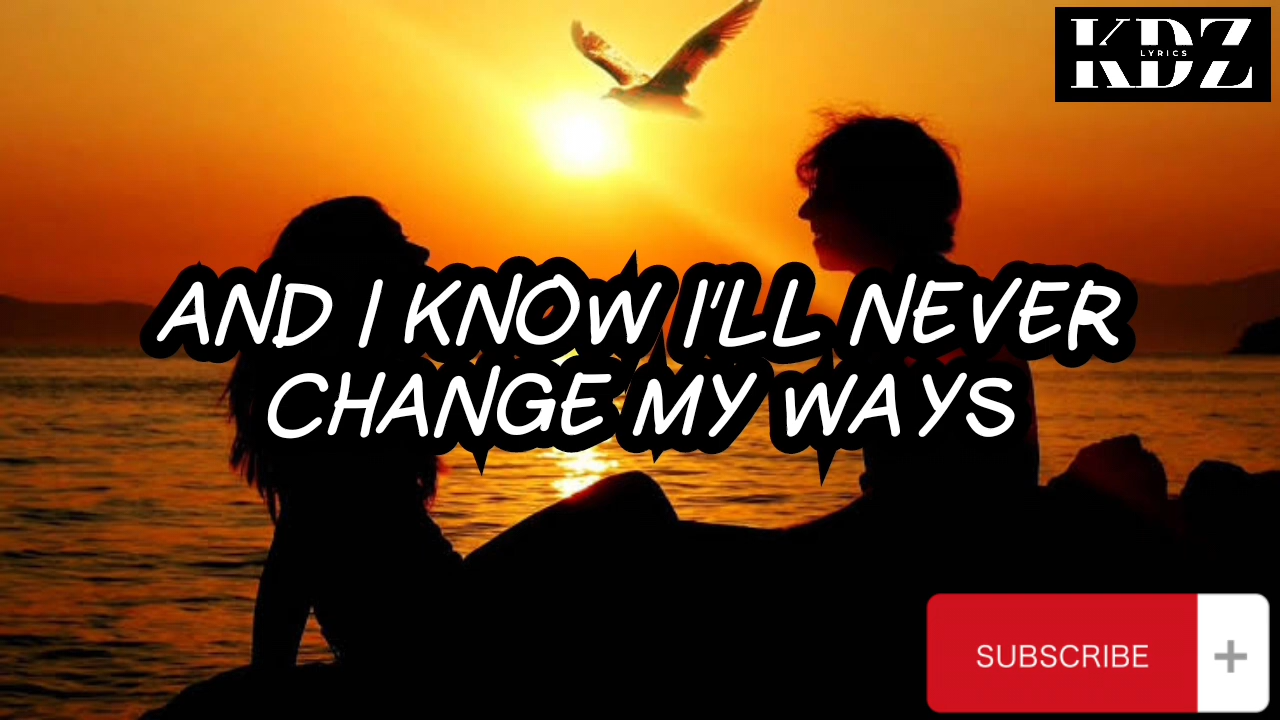 KDZ
LYRICS
AND I KNOW I'LL NEVER
CHANGE MY WAYS
SUBSCRIBE +